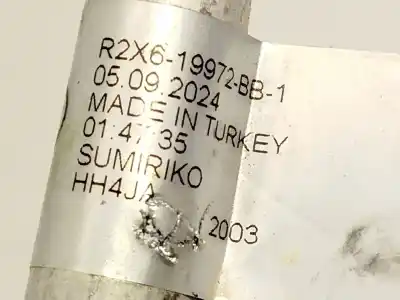 R2X6-19972-BB-1
05.09.2024
MADE IN TURKEY
01:47:35
SUMIRIKO
HH4JA 2003